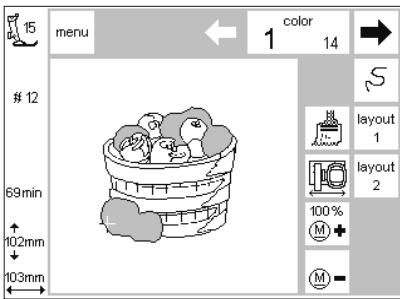 15
menu
color
1 14
# 12
layout
1
layout
2
69min
100%
M +
102mm
103mm
M -